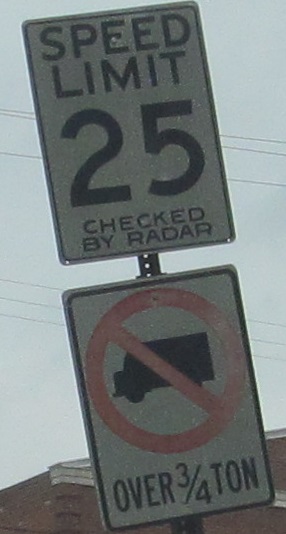 SPEED
LIMIT
25
CHECKED
BY RADAR
OVER 3/4 TON